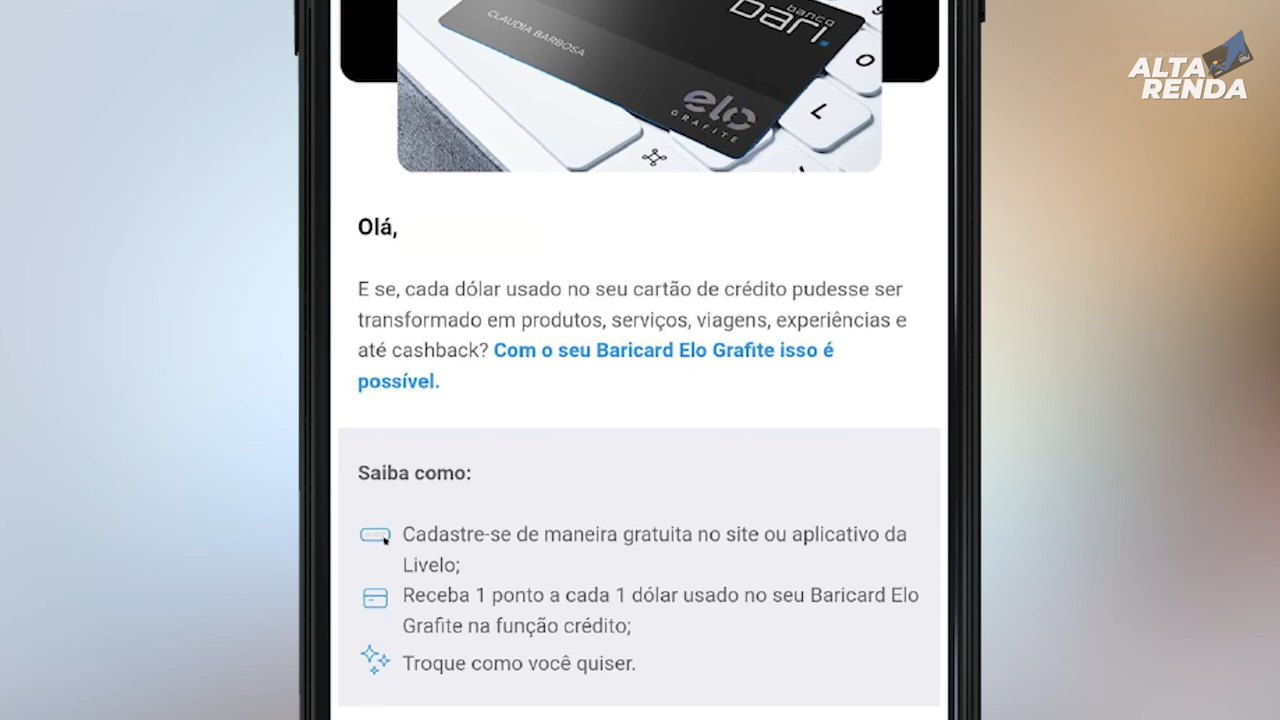 banco
bari.
CLAUDIA BARBOSA
elo
GRAFITE
O
L
ALTA
RENDA
Olá,
E se, cada dólar usado no seu cartão de crédito pudesse ser
transformado em produtos, serviços, viagens, experiências e
até cashback? Com o seu Baricard Elo Grafite isso é
possível.
Saiba como:
Cadastre-se de maneira gratuita no site ou aplicativo da
Livelo;
Receba 1 ponto a cada 1 dólar usado no seu Baricard Elo
Grafite na função crédito;
Troque como você quiser.